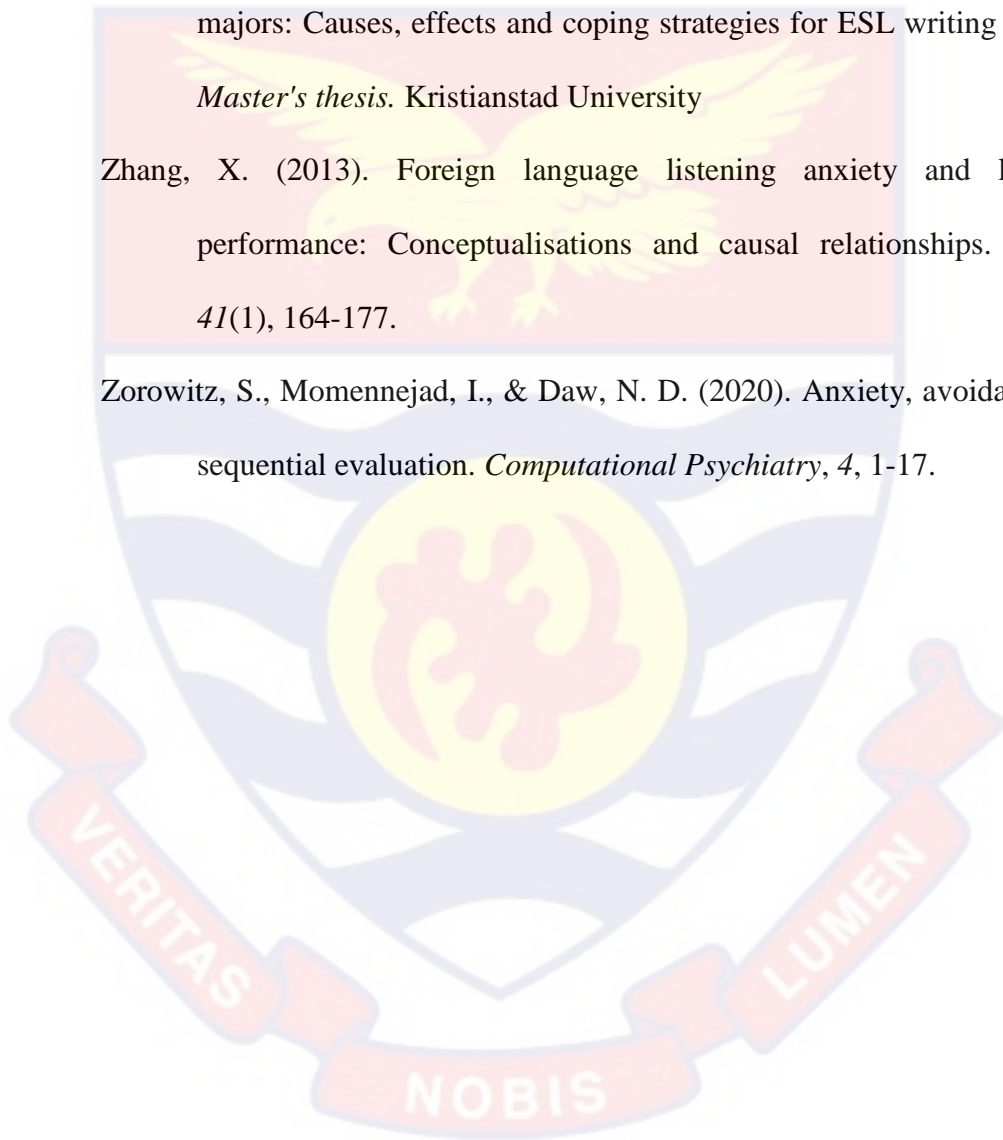 majors: Causes, effects and coping strategies for ESL writing
Master's thesis. Kristianstad University
Zhang, X. (2013). Foreign language listening anxiety and
performance: Conceptualisations and causal relationships.
41(1), 164-177.
Zorowitz, S., Momennejad, I., & Daw, N. D. (2020). Anxiety,
sequential evaluation. Computational Psychiatry, 4, 1-17.
VERITAS
NOBIS
LUMEN